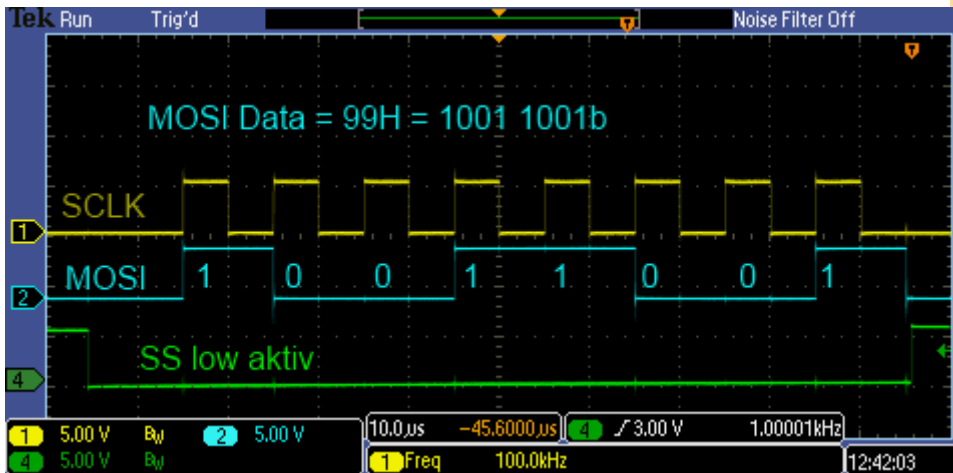 Tek Run Trig'd Noise Filter Off
T
T
MOSI Data = 99H = 1001 1001b
SCLK
1
MOSI 1 0 0 1 1 0 0 1
2
SS low aktiv
4
1 5.00 V BW 2 5.00 V 10.0µs -45.6000µs 4 3.00 V 1.00001kHz
4 5.00 V BW 1 Freq 100.0kHz 12:42:03